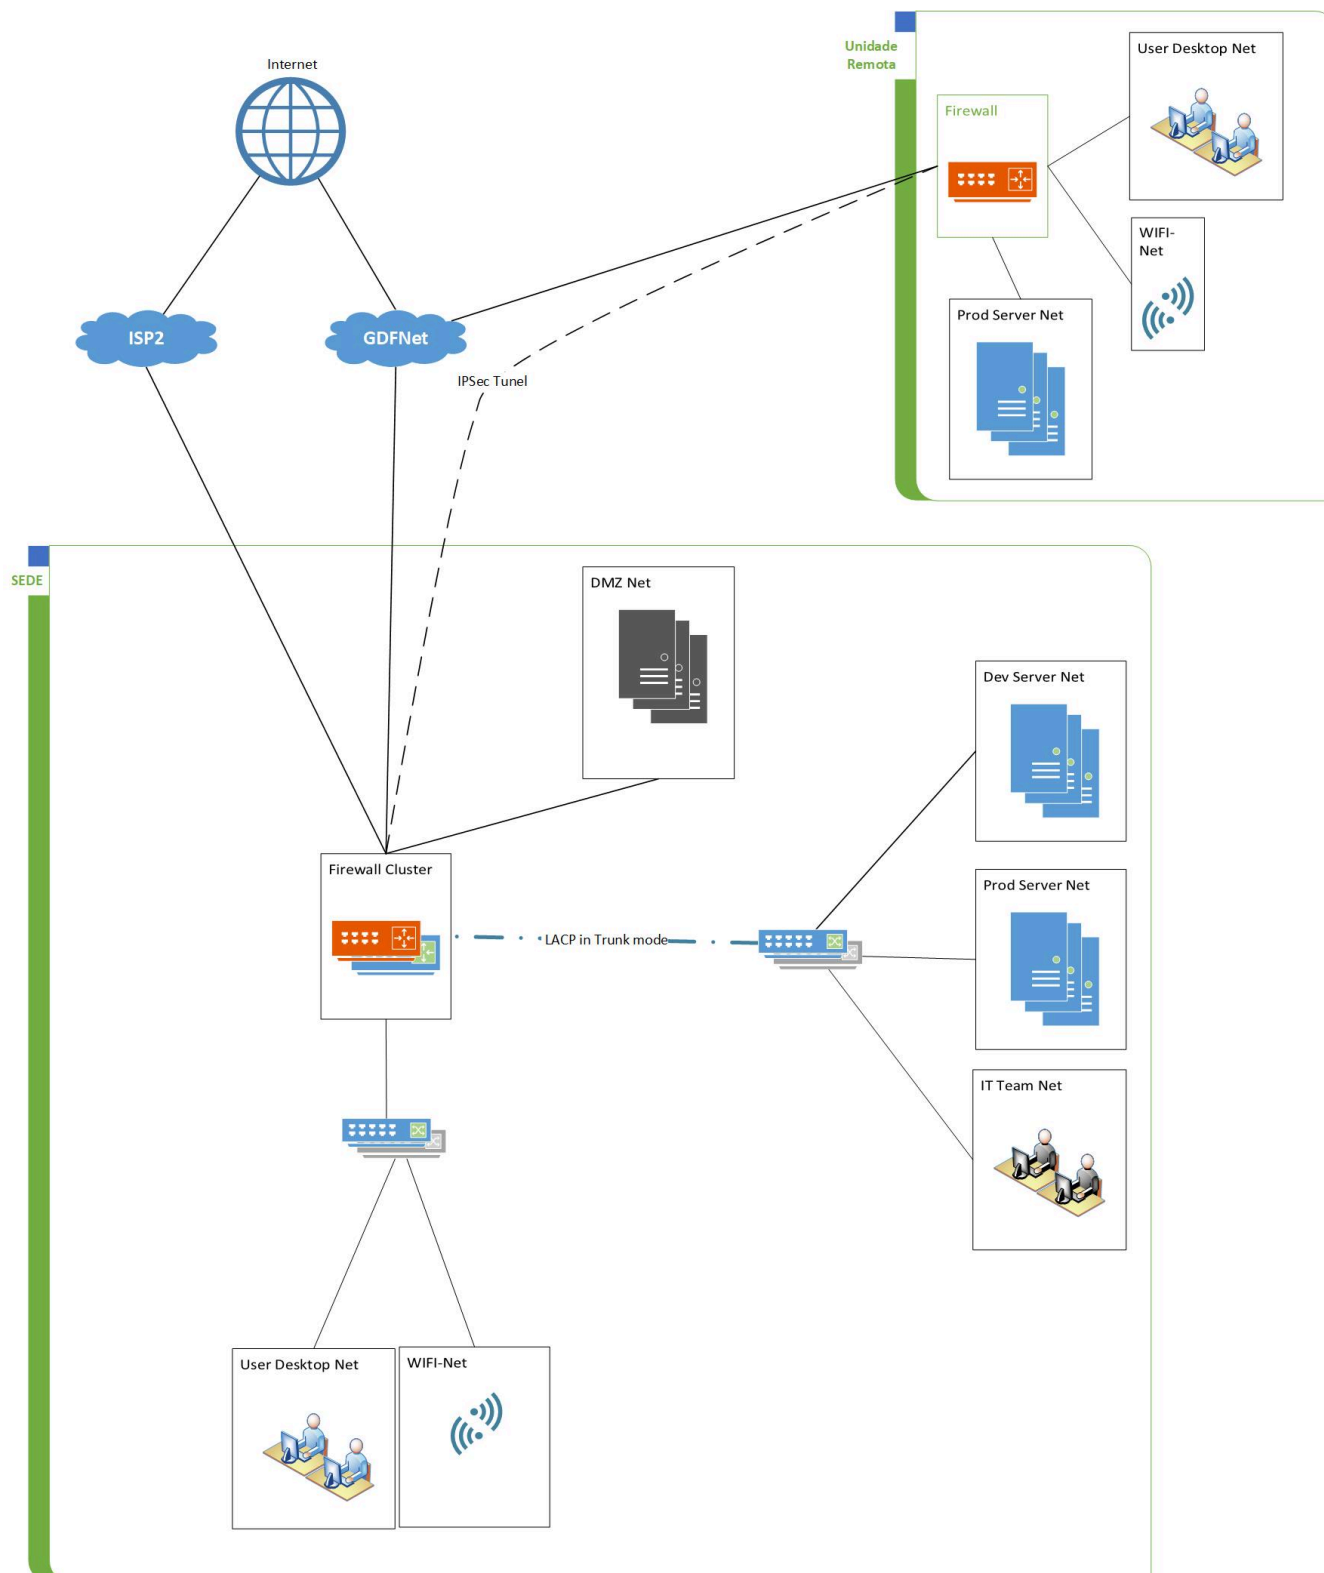 Internet
Unidade
Remota
User Desktop Net
Firewall
WIFI-
Net
Prod Server Net
ISP2
GDFNet
IPSec Tunel
SEDE
DMZ Net
Dev Server Net
Firewall Cluster
Prod Server Net
LACP in Trunk mode
IT Team Net
User Desktop Net
WIFI-Net